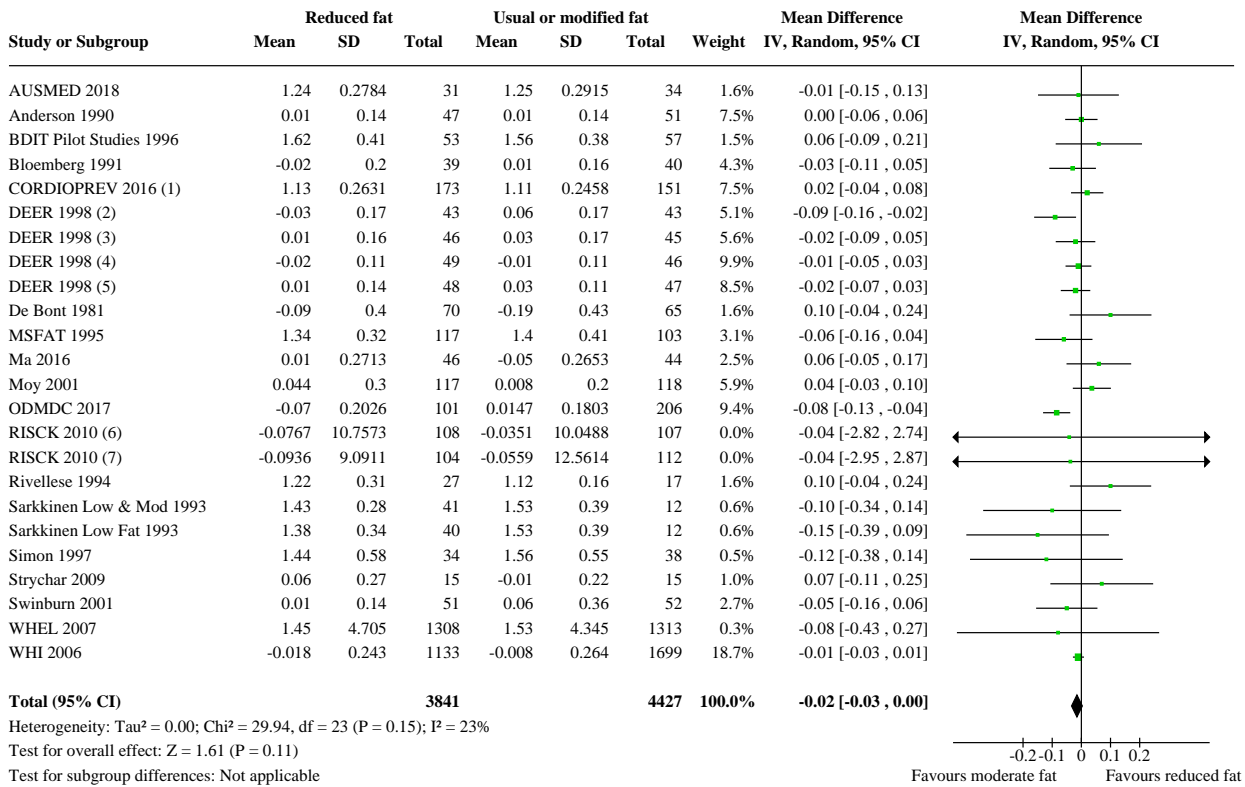 Reduced fat Usual or modified fat Mean Difference Mean Difference
Study or Subgroup Mean SD Total Mean SD Total Weight IV, Random, 95% CI IV, Random, 95% CI
AUSMED 2018 1.24 0.2784 31 1.25 0.2915 34 1.6% -0.01 [-0.15 , 0.13]
Anderson 1990 0.01 0.14 47 0.01 0.14 51 7.5% 0.00 [-0.06 , 0.06]
BDIT Pilot Studies 1996 1.62 0.41 53 1.56 0.38 57 1.5% 0.06 [-0.09 , 0.21]
Bloemberg 1991 -0.02 0.2 39 0.01 0.16 40 4.3% -0.03 [-0.11 , 0.05]
CORDIOPREV 2016 (1) 1.13 0.2631 173 1.11 0.2458 151 7.5% 0.02 [-0.04 , 0.08]
DEER 1998 (2) -0.03 0.17 43 0.06 0.17 43 5.1% -0.09 [-0.16 , -0.02]
DEER 1998 (3) 0.01 0.16 46 0.03 0.17 45 5.6% -0.02 [-0.09 , 0.05]
DEER 1998 (4) -0.02 0.11 49 -0.01 0.11 46 9.9% -0.01 [-0.05 , 0.03]
DEER 1998 (5) 0.01 0.14 48 0.03 0.11 47 8.5% -0.02 [-0.07 , 0.03]
De Bont 1981 -0.09 0.4 70 -0.19 0.43 65 1.6% 0.10 [-0.04 , 0.24]
MSFAT 1995 1.34 0.32 117 1.4 0.41 103 3.1% -0.06 [-0.16 , 0.04]
Ma 2016 0.01 0.2713 46 -0.05 0.2653 44 2.5% 0.06 [-0.05 , 0.17]
Moy 2001 0.044 0.3 117 0.008 0.2 118 5.9% 0.04 [-0.03 , 0.10]
ODMDC 2017 -0.07 0.2026 101 0.0147 0.1803 206 9.4% -0.08 [-0.13 , -0.04]
RISCK 2010 (6) -0.0767 10.7573 108 -0.0351 10.0488 107 0.0% -0.04 [-2.82 , 2.74]
RISCK 2010 (7) -0.0936 9.0911 104 -0.0559 12.5614 112 0.0% -0.04 [-2.95 , 2.87]
Rivellese 1994 1.22 0.31 27 1.12 0.16 17 1.6% 0.10 [-0.04 , 0.24]
Sarkkinen Low & Mod 1993 1.43 0.28 41 1.53 0.39 12 0.6% -0.10 [-0.34 , 0.14]
Sarkkinen Low Fat 1993 1.38 0.34 40 1.53 0.39 12 0.6% -0.15 [-0.39 , 0.09]
Simon 1997 1.44 0.58 34 1.56 0.55 38 0.5% -0.12 [-0.38 , 0.14]
Strychar 2009 0.06 0.27 15 -0.01 0.22 15 1.0% 0.07 [-0.11 , 0.25]
Swinburn 2001 0.01 0.14 51 0.06 0.36 52 2.7% -0.05 [-0.16 , 0.06]
WHEL 2007 1.45 4.705 1308 1.53 4.345 1313 0.3% -0.08 [-0.43 , 0.27]
WHI 2006 -0.018 0.243 1133 -0.008 0.264 1699 18.7% -0.01 [-0.03 , 0.01]
Total (95% CI) 3841 4427 100.0% -0.02 [-0.03 , 0.00]
Heterogeneity: Tau² = 0.00; Chi² = 29.94, df = 23 (P = 0.15); I² = 23%
Test for overall effect: Z = 1.61 (P = 0.11)
-0.2 -0.1 0 0.1 0.2
Test for subgroup differences: Not applicable
Favours moderate fat Favours reduced fat